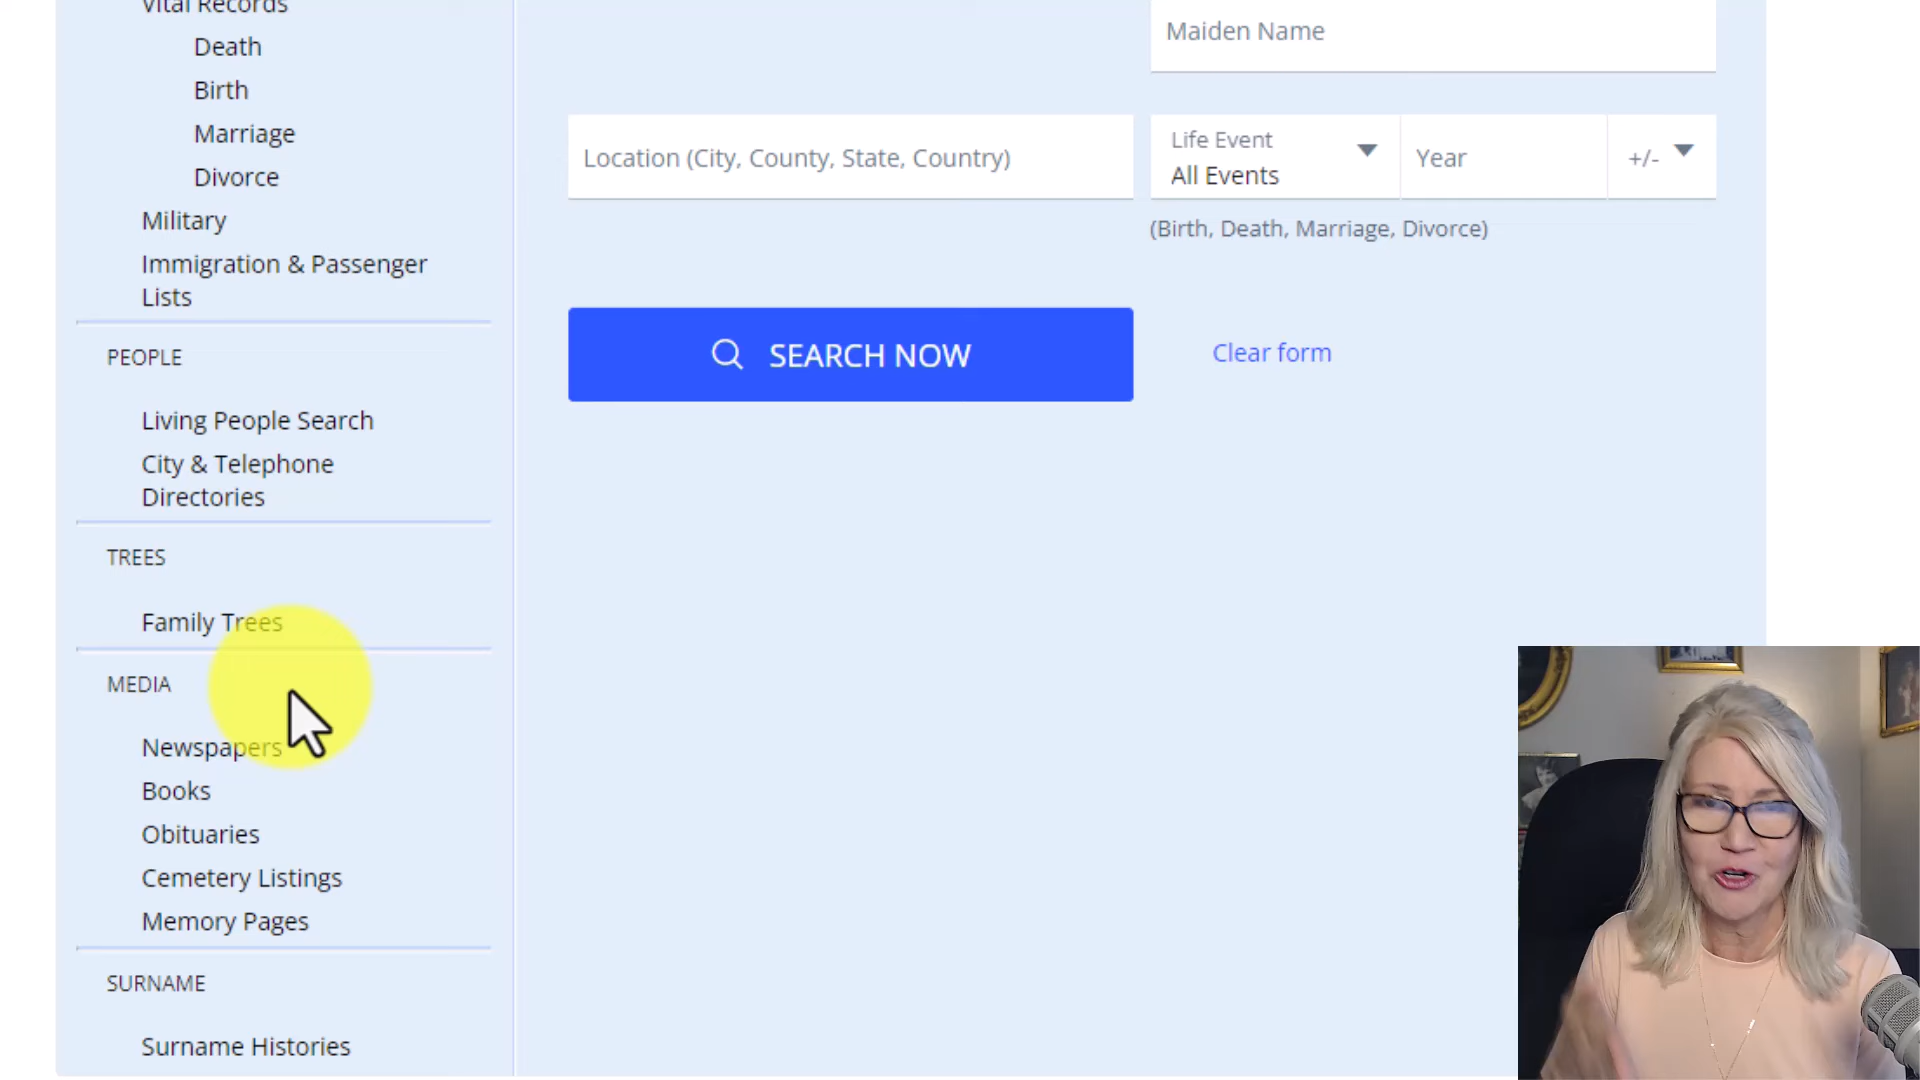 Vital Records
Death
Birth
Marriage
Divorce
Military
Immigration & Passenger
Lists
PEOPLE
Living People Search
City & Telephone
Directories
TREES
Family Trees
MEDIA
Newspapers
Books
Obituaries
Cemetery Listings
Memory Pages
SURNAME
Surname Histories
Maiden Name
Location (City, County, State, Country)
Life Event
All Events
Year
+/-
(Birth, Death, Marriage, Divorce)
SEARCH NOW
Clear form